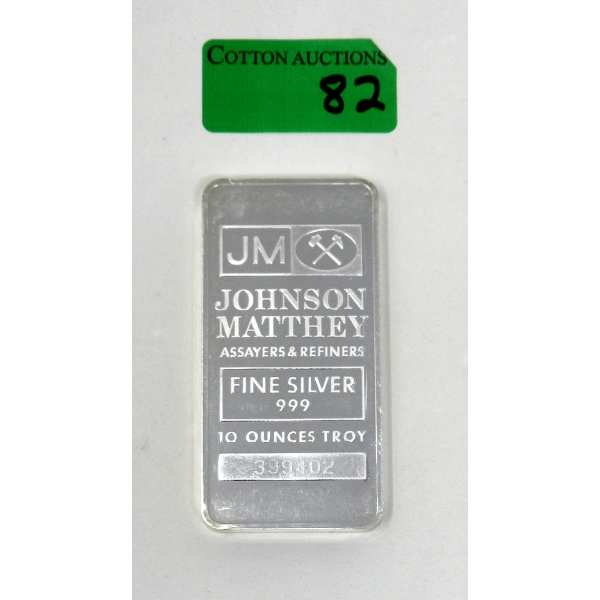 COTTON AUCTIONS
82
JM
JOHNSON
MATTHEY
ASSAYERS & REFINERS
FINE SILVER
999
10 OUNCES TROY